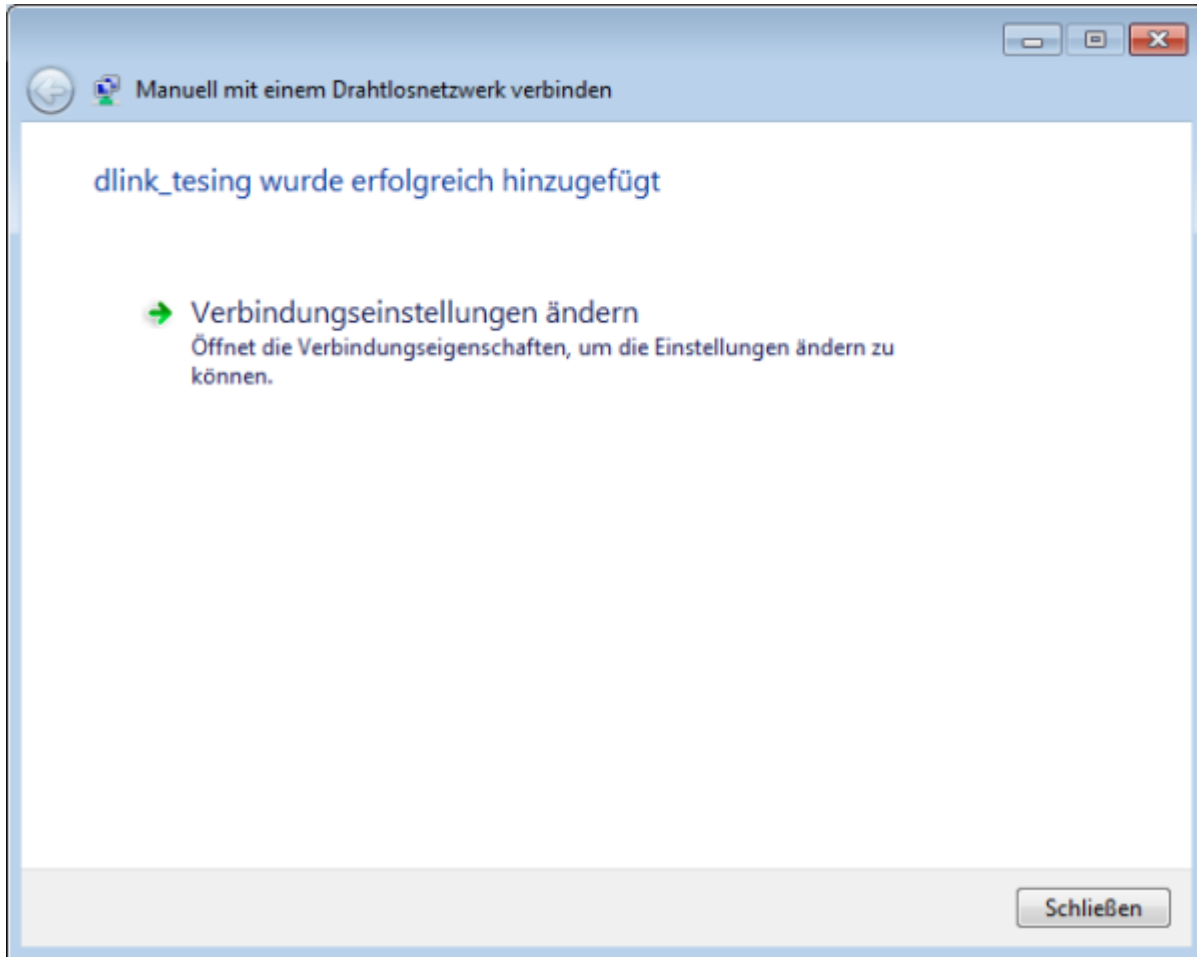 Manuell mit einem Drahtlosnetzwerk verbinden
dlink_tesing wurde erfolgreich hinzugefügt
Verbindungseinstellungen ändern
Öffnet die Verbindungseigenschaften, um die Einstellungen ändern zu
können.
Schließen